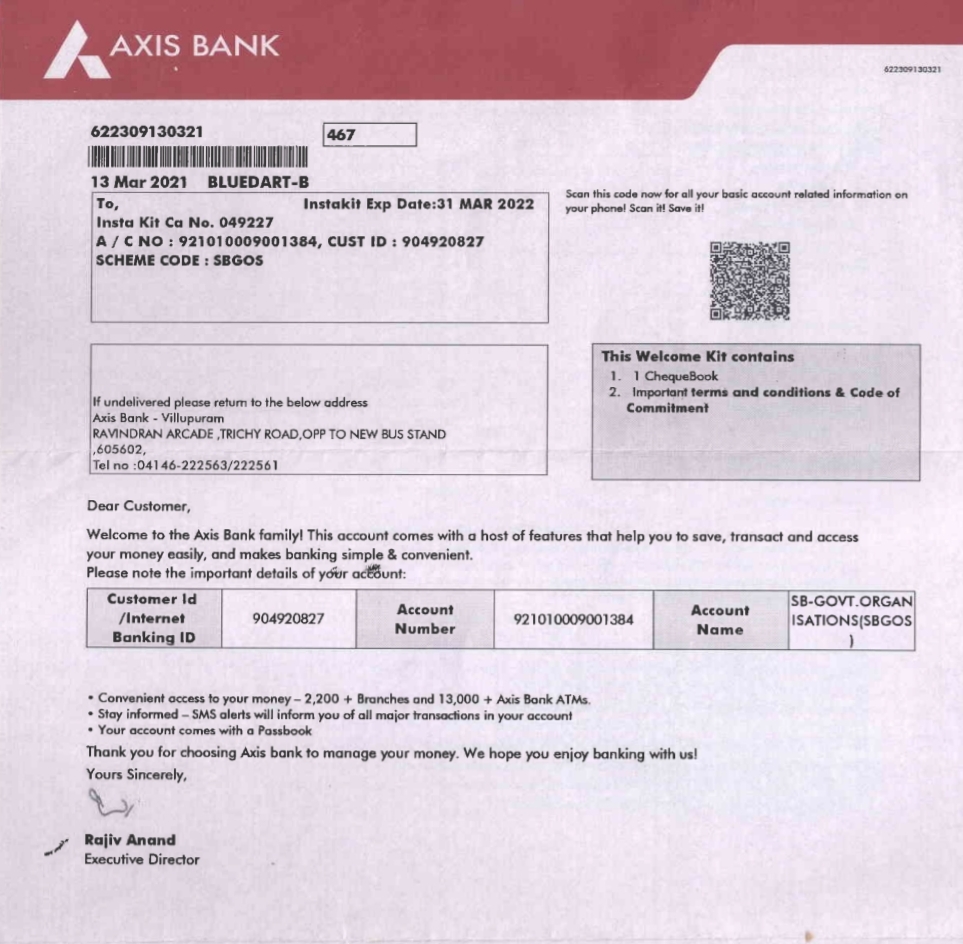 AXIS BANK
622309130321
622309130321
467
13 Mar 2021 BLUEDART-B
To, Instakit Exp Date:31 MAR 2022
Insta Kit Ca No. 049227
A / C NO : 921010009001384, CUST ID : 904920827
SCHEME CODE : SBGOS
Scan this code now for all your basic account related information on
your phone! Scan it! Save it!
If undelivered please return to the below address
Axis Bank - Villupuram
RAVINDRAN ARCADE ,TRICHY ROAD,OPP TO NEW BUS STAND
,605602,
Tel no :04146-222563/222561
This Welcome Kit contains
1. 1 ChequeBook
2. Important terms and conditions & Code of
Commitment
Dear Customer,
Welcome to the Axis Bank family! This account comes with a host of features that help you to save, transact and access
your money easily, and makes banking simple & convenient.
Please note the important details of your account:
Customer Id
/Internet
Banking ID
904920827
Account
Number
921010009001384
Account
Name
SB-GOVT.ORGAN
ISATIONS(SBGOS
)
• Convenient access to your money – 2,200 + Branches and 13,000 + Axis Bank ATMs.
• Stay informed – SMS alerts will inform you of all major transactions in your account
• Your account comes with a Passbook
Thank you for choosing Axis bank to manage your money. We hope you enjoy banking with us!
Yours Sincerely,
Rajiv Anand
Executive Director